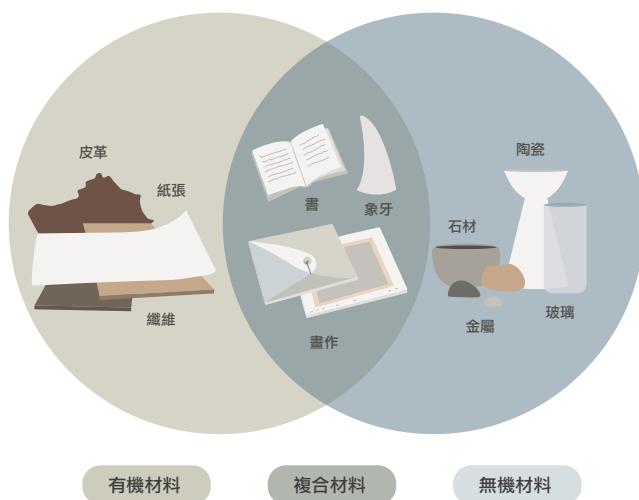 皮革
紙張
纖維
書
象牙
畫作
陶瓷
石材
金屬
玻璃
有機材料
複合材料
無機材料